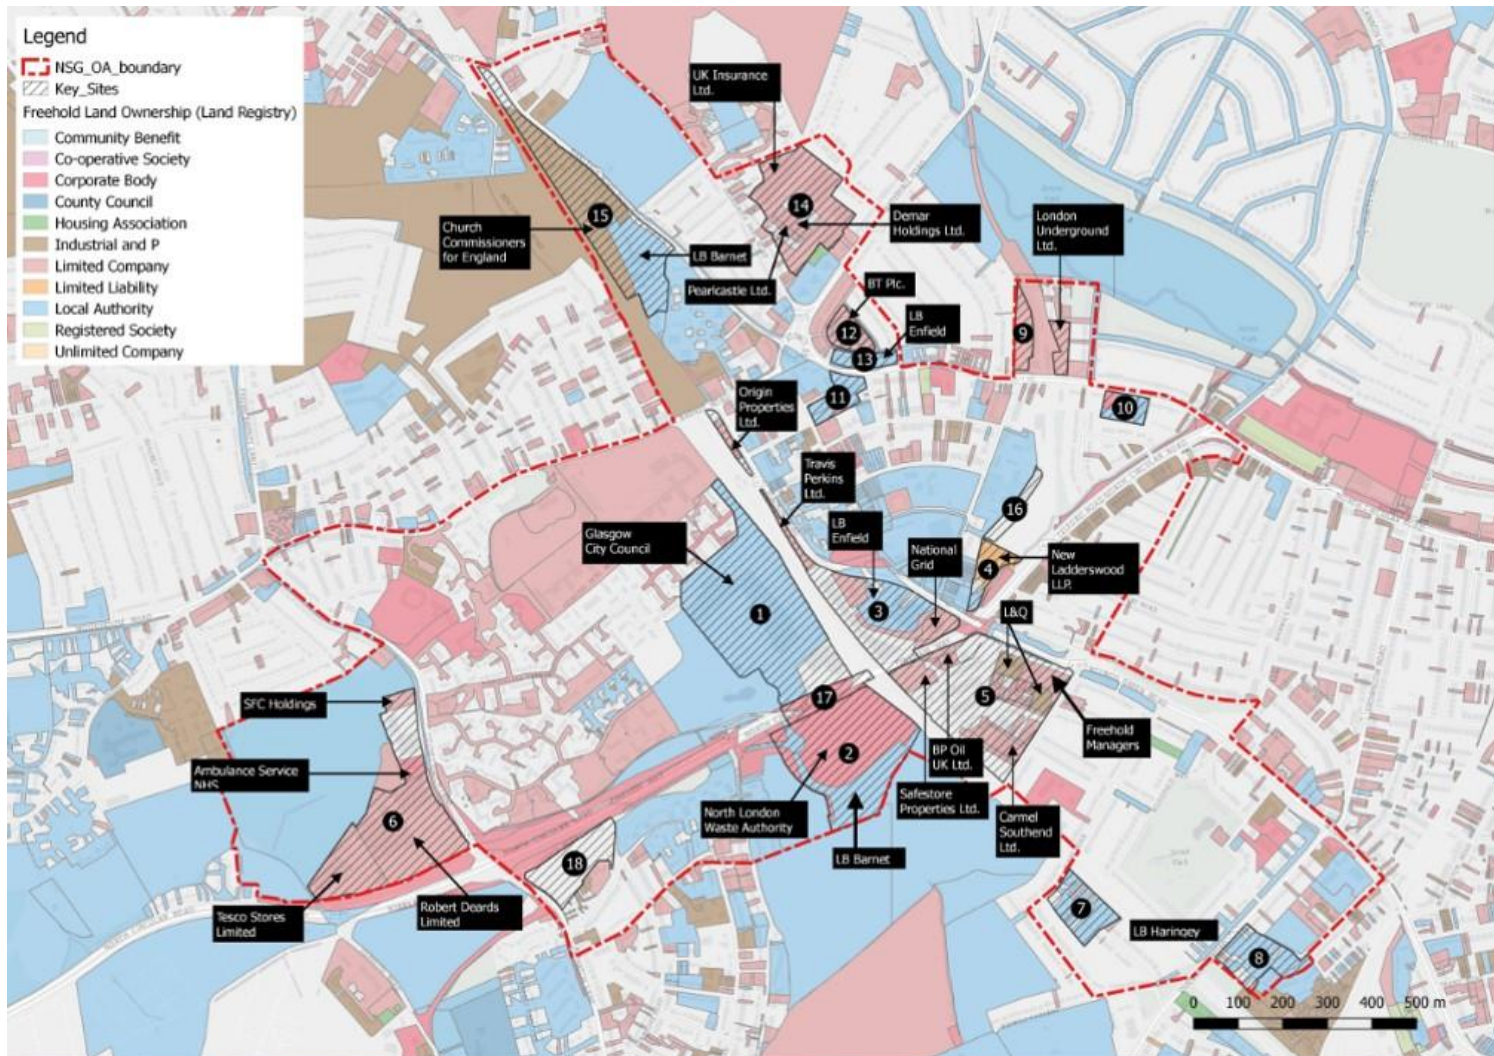 Legend
NSG_OA_boundary
Key_Sites
Freehold Land Ownership (Land Registry)
Community Benefit
Co-operative Society
Corporate Body
County Council
Housing Association
Industrial and P
Limited Company
Limited Liability
Local Authority
Registered Society
Unlimited Company
UK Insurance
Ltd.
14
Demar
Holdings Ltd.
London
Underground
Ltd.
15
Church
Commissioners
for England
LB Barnet
Pearlcastle Ltd.
BT Plc.
LB
Enfield
12
13
9
11
10
Origin
Properties
Ltd.
Travis
Perkins
Ltd.
LB
Enfield
16
Glasgow
City Council
National
Grid
4
New
Ladderswood
LLP.
1
3
L&Q
SFC Holdings
17
5
Freehold
Managers
2
BP Oil
UK Ltd.
Ambulance Service
NHS
Safestore
Properties Ltd.
6
North London
Waste Authority
Carmel
Southend
Ltd.
LB Barnet
18
Tesco Stores
Limited
Robert Deards
Limited
7
LB Haringey
8
0 100 200 300 400 500 m